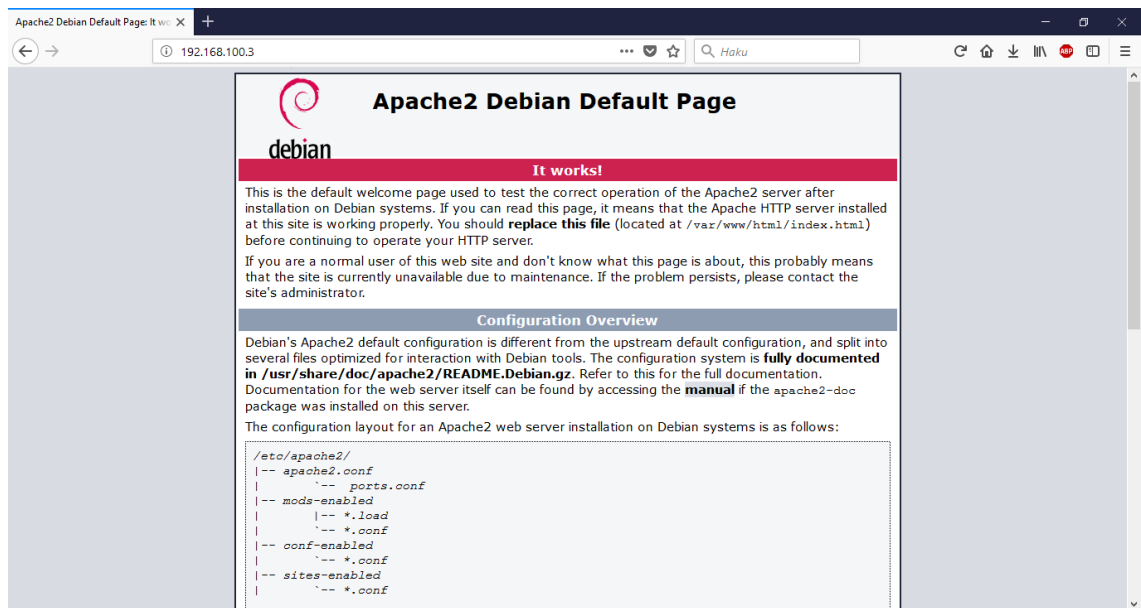 Apache2 Debian Default Page: It wo
192.168.100.3
Haku
ABP
debian
Apache2 Debian Default Page
It works!
This is the default welcome page used to test the correct operation of the Apache2 server after
installation on Debian systems. If you can read this page, it means that the Apache HTTP server installed
at this site is working properly. You should replace this file (located at /var/www/html/index.html)
before continuing to operate your HTTP server.
If you are a normal user of this web site and don't know what this page is about, this probably means
that the site is currently unavailable due to maintenance. If the problem persists, please contact the
site's administrator.
Configuration Overview
Debian's Apache2 default configuration is different from the upstream default configuration, and split into
several files optimized for interaction with Debian tools. The configuration system is fully documented
in /usr/share/doc/apache2/README.Debian.gz. Refer to this for the full documentation.
Documentation for the web server itself can be found by accessing the manual if the apache2-doc
package was installed on this server.
The configuration layout for an Apache2 web server installation on Debian systems is as follows:
/etc/apache2/
|-- apache2.conf
|       `--  ports.conf
|-- mods-enabled
|       |-- *.load
|       `-- *.conf
|-- conf-enabled
|       `-- *.conf
|-- sites-enabled
|       `-- *.conf